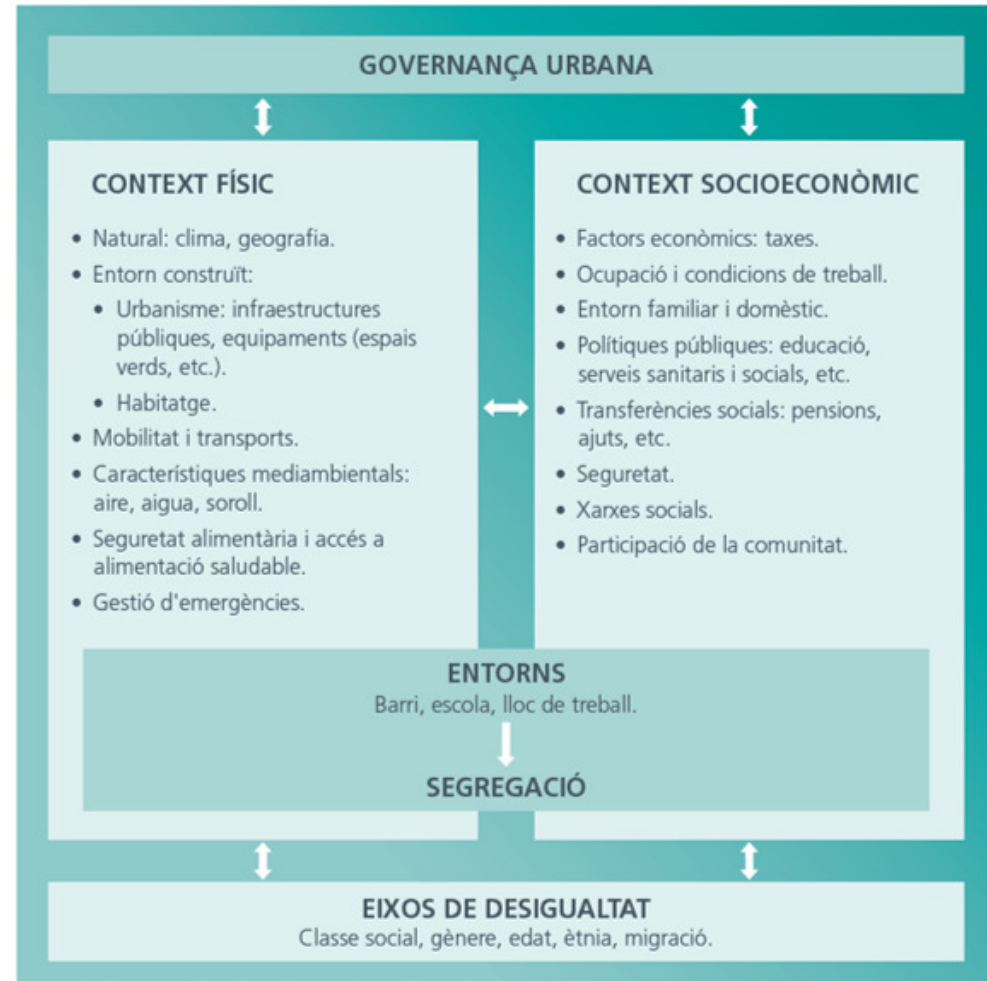 GOVERNANÇA URBANA
CONTEXT FÍSIC
• Natural: clima, geografia.
• Entorn construït:
• Urbanisme: infraestructures
públiques, equipaments (espais
verds, etc.).
• Habitatge.
• Mobilitat i transports.
• Característiques mediambientals:
aire, aigua, soroll.
• Seguretat alimentària i accés a
alimentació saludable.
• Gestió d'emergències.
CONTEXT SOCIOECONÒMIC
• Factors econòmics: taxes.
• Ocupació i condicions de treball.
• Entorn familiar i domèstic.
• Polítiques públiques: educació,
serveis sanitaris i socials, etc.
• Transferències socials: pensions,
ajuts, etc.
• Seguretat.
• Xarxes socials.
• Participació de la comunitat.
ENTORNS
Barri, escola, lloc de treball.
SEGREGACIÓ
EIXOS DE DESIGUALTAT
Classe social, gènere, edat, ètnia, migració.